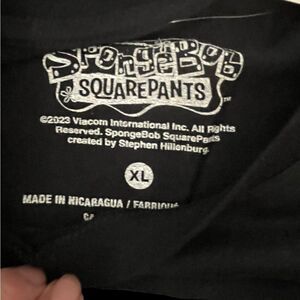 SPONGEBOB
SQUAREPANTS
©2023 Viacom International Inc. All Rights
Reserved. SpongeBob SquarePants
created by Stephen Hillenburg.
XL
MADE IN NICARAGUA /